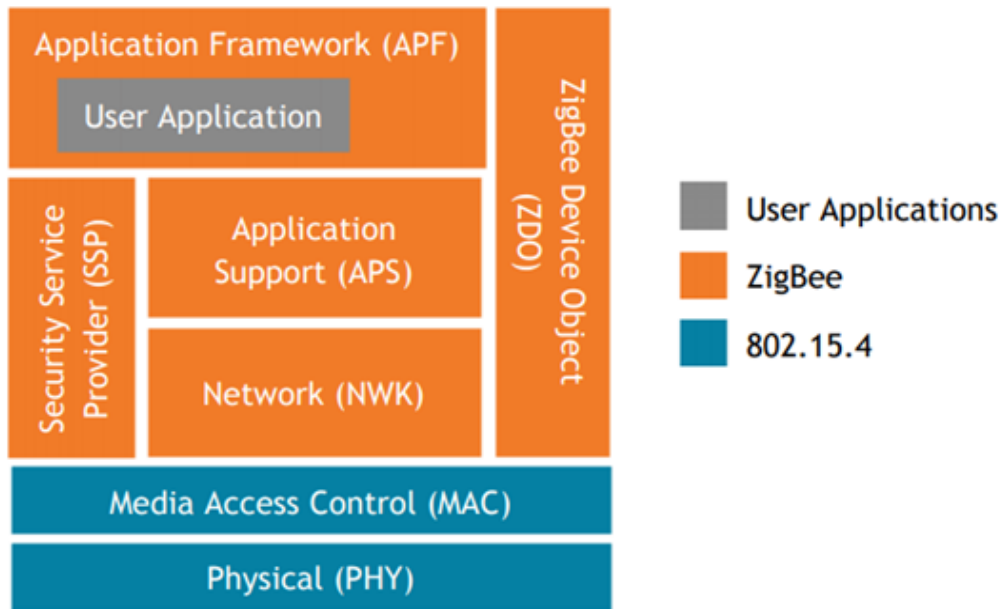 Application Framework (APF)
User Application
ZigBee Device Object
(ZDO)
Security Service
Provider (SSP)
Application
Support (APS)
Network (NWK)
Media Access Control (MAC)
Physical (PHY)
User Applications
ZigBee
802.15.4